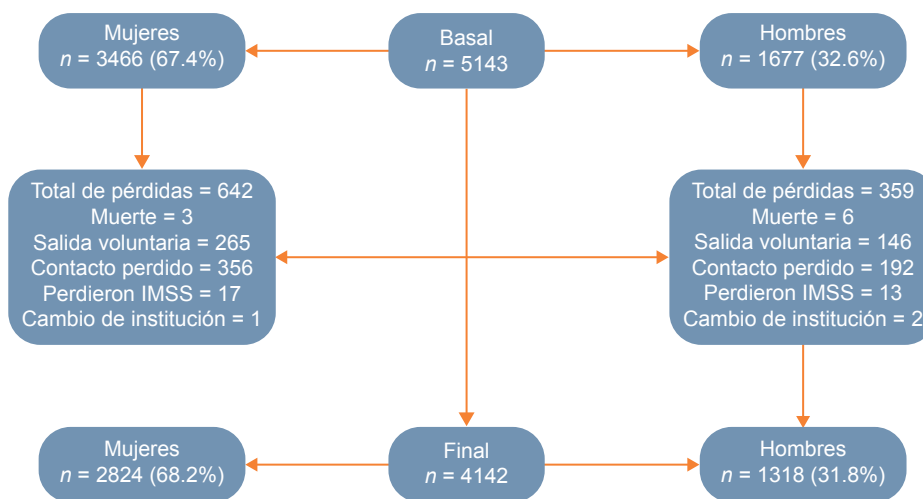 Mujeres
n = 3466 (67.4%)
Basal
n = 5143
Hombres
n = 1677 (32.6%)
Total de pérdidas = 642
Muerte = 3
Salida voluntaria = 265
Contacto perdido = 356
Perdieron IMSS = 17
Cambio de institución = 1
Total de pérdidas = 359
Muerte = 6
Salida voluntaria = 146
Contacto perdido = 192
Perdieron IMSS = 13
Cambio de institución = 2
Mujeres
n = 2824 (68.2%)
Final
n = 4142
Hombres
n = 1318 (31.8%)